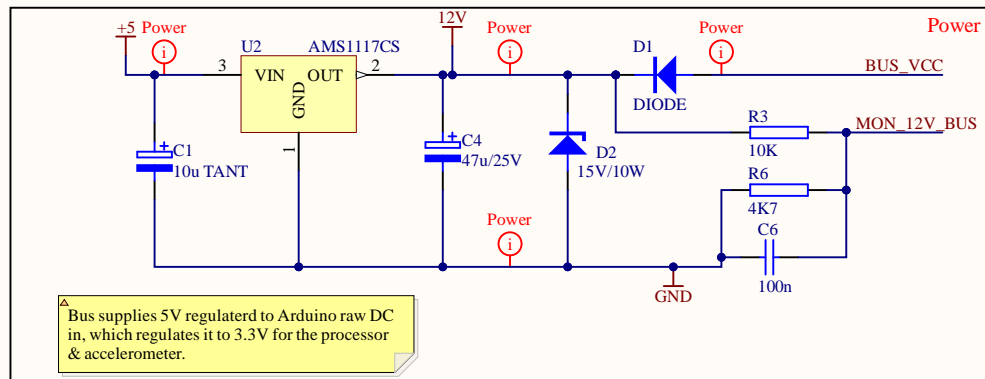 +5
Power
12V
Power
U2
AMS1117CS
D1
Power
Power
3
VIN
OUT
2
GND
1
DIODE
BUS_VCC
C1
10u TANT
C4
47u/25V
D2
15V/10W
R3
10K
MON_12V_BUS
R6
4K7
C6
100n
Power
GND
Bus supplies 5V regulaterd to Arduino raw DC
in, which regulates it to 3.3V for the processor
& accelerometer.